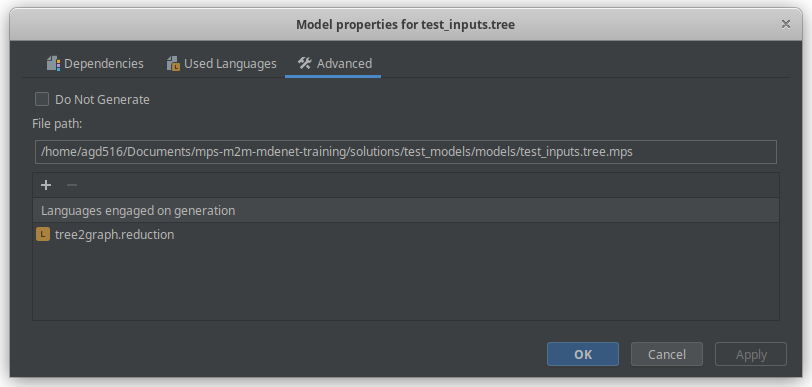 Model properties for test_inputs.tree
Dependencies Used Languages Advanced
Do Not Generate
File path:
/home/agd516/Documents/mps-m2m-mdenet-training/solutions/test_models/models/test_inputs.tree.mps
Languages engaged on generation
L tree2graph.reduction
OK Cancel Apply